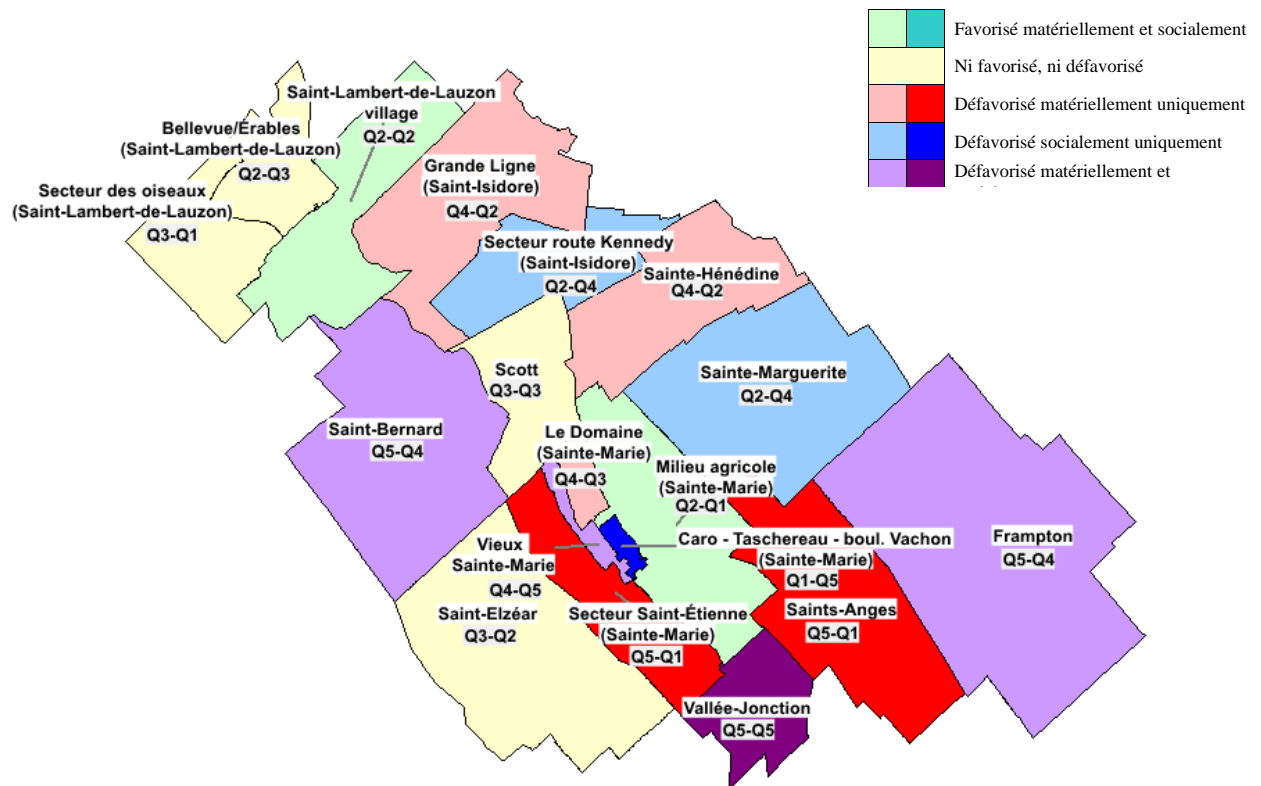 Favorisé matériellement et socialement
Ni favorisé, ni défavorisé
Défavorisé matériellement uniquement
Défavorisé socialement uniquement
Défavorisé matériellement et
Saint-Lambert-de-Lauzon
village
Q2-Q2
Bellevue/Érables
(Saint-Lambert-de-Lauzon)
Q2-Q3
Secteur des oiseaux
(Saint-Lambert-de-Lauzon)
Q3-Q1
Grande Ligne
(Saint-Isidore)
Q4-Q2
Secteur route Kennedy
(Saint-Isidore)
Q2-Q4
Sainte-Hénédine
Q4-Q2
Scott
Q3-Q3
Sainte-Marguerite
Q2-Q4
Saint-Bernard
Q5-Q4
Le Domaine
(Sainte-Marie)
Q4-Q3
Milieu agricole
(Sainte-Marie)
Q2-Q1
Frampton
Q5-Q4
Vieux
Sainte-Marie
Q4-Q5
Caro - Taschereau - boul. Vachon
(Sainte-Marie)
Q1-Q5
Saint-Elzéar
Q3-Q2
Secteur Saint-Étienne
(Sainte-Marie)
Q5-Q1
Saints-Anges
Q5-Q1
Vallée-Jonction
Q5-Q5